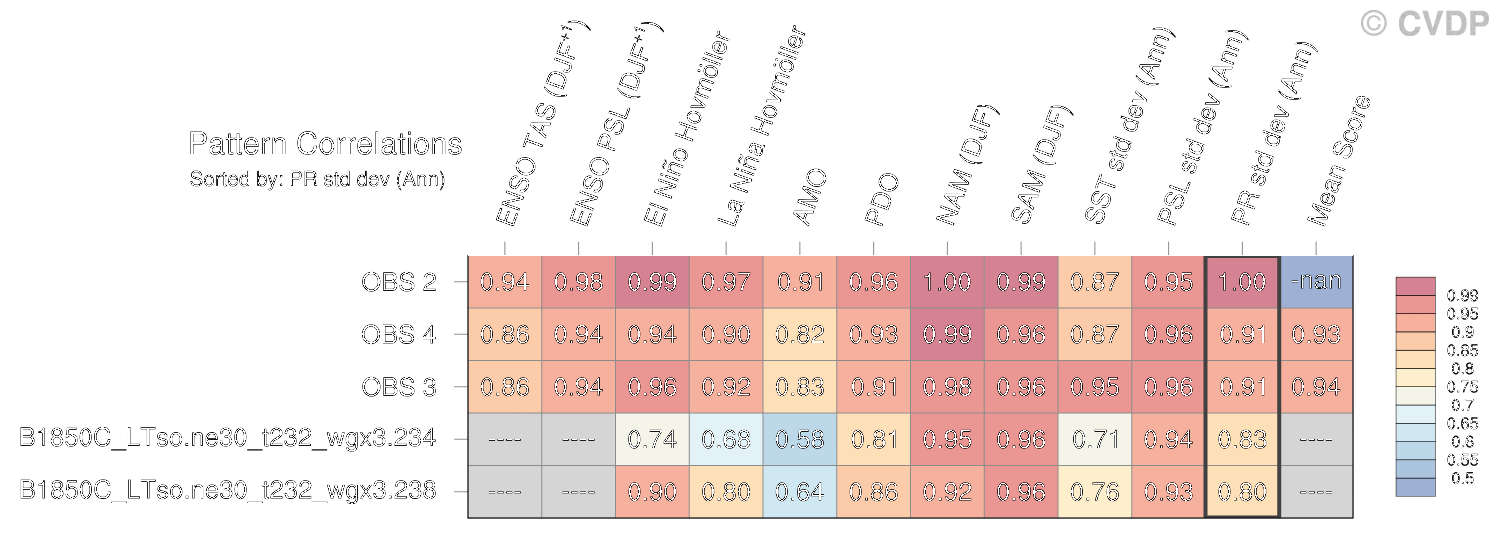 © CVDP
Pattern Correlations
Sorted by: PR std dev (Ann)
ENSO TAS (DJF+1)
ENSO PSL (DJF+1)
El Niño Hovmöller
La Niña Hovmöller
AMO
PDO
NAM (DJF)
SAM (DJF)
SST std dev (Ann)
PSL std dev (Ann)
PR std dev (Ann)
Mean Score
OBS 2 0.94 0.98 0.99 0.97 0.91 0.96 1.00 0.99 0.87 0.95 1.00 -nan
OBS 4 0.86 0.94 0.94 0.90 0.82 0.93 0.99 0.96 0.87 0.96 0.91 0.93
OBS 3 0.86 0.94 0.96 0.92 0.83 0.91 0.98 0.96 0.95 0.96 0.91 0.94
B1850C_LTso.ne30_t232_wgx3.234 ---- ---- 0.74 0.68 0.58 0.81 0.95 0.96 0.71 0.94 0.83 ----
B1850C_LTso.ne30_t232_wgx3.238 ---- ---- 0.90 0.80 0.64 0.86 0.92 0.96 0.76 0.93 0.80 ----
0.99
0.95
0.9
0.85
0.8
0.75
0.7
0.65
0.6
0.55
0.5